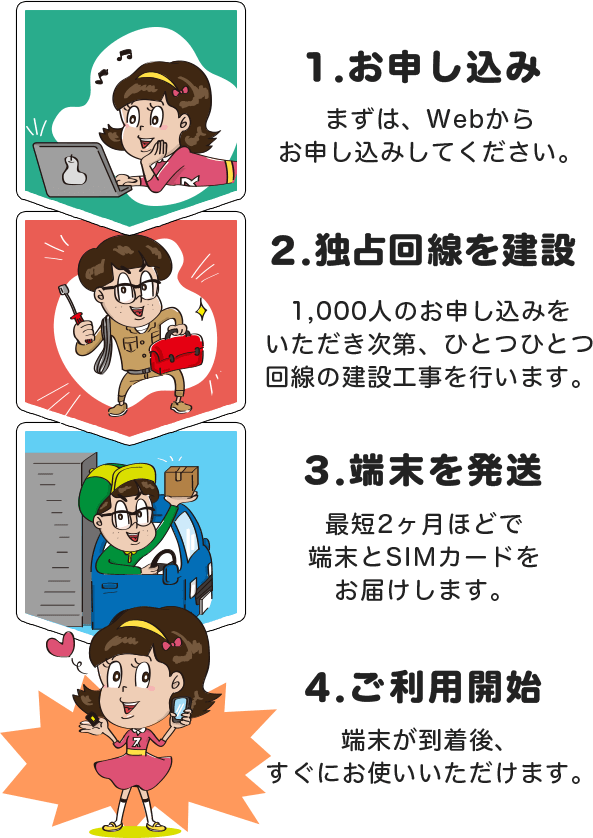 1.お申し込み
まずは、Webから
お申し込みしてください。
2.独占回線を建設
1,000人のお申し込みを
いただき次第、ひとつひとつ
回線の建設工事を行います。
3.端末を発送
最短2ヶ月ほどで
端末とSIMカードを
お届けします。
4.ご利用開始
端末が到着後、
すぐにお使いいただけます。
ス